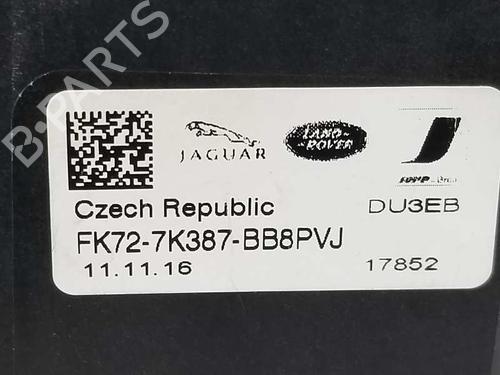 B-PARTS
JAGUAR
LAND-
ROVER
Czech Republic
DU3EB
FK72-7K387-BB8PVJ
11.11.16
17852